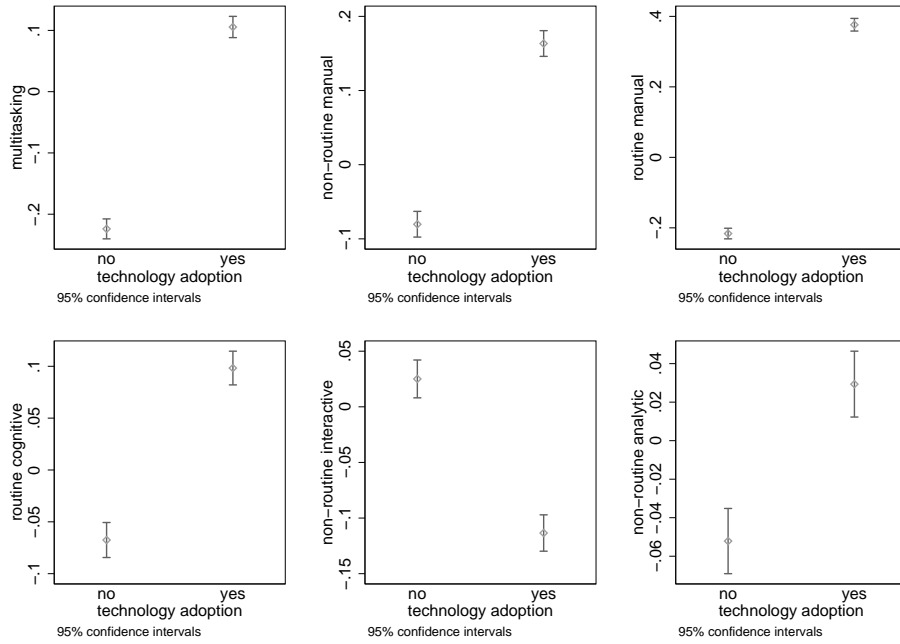 multitasking
.1
0
−.1
−.2
no
yes
technology adoption
95% confidence intervals
non−routine manual
.2
.1
0
−.1
no
yes
technology adoption
95% confidence intervals
routine manual
.4
.2
0
−.2
no
yes
technology adoption
95% confidence intervals
routine cognitive
.1
.05
0
−.05
−.1
no
yes
technology adoption
95% confidence intervals
non−routine interactive
.05
0
−.05
−.1
−.15
no
yes
technology adoption
95% confidence intervals
non−routine analytic
.04
.02
0
−.02
−.04
−.06
no
yes
technology adoption
95% confidence intervals